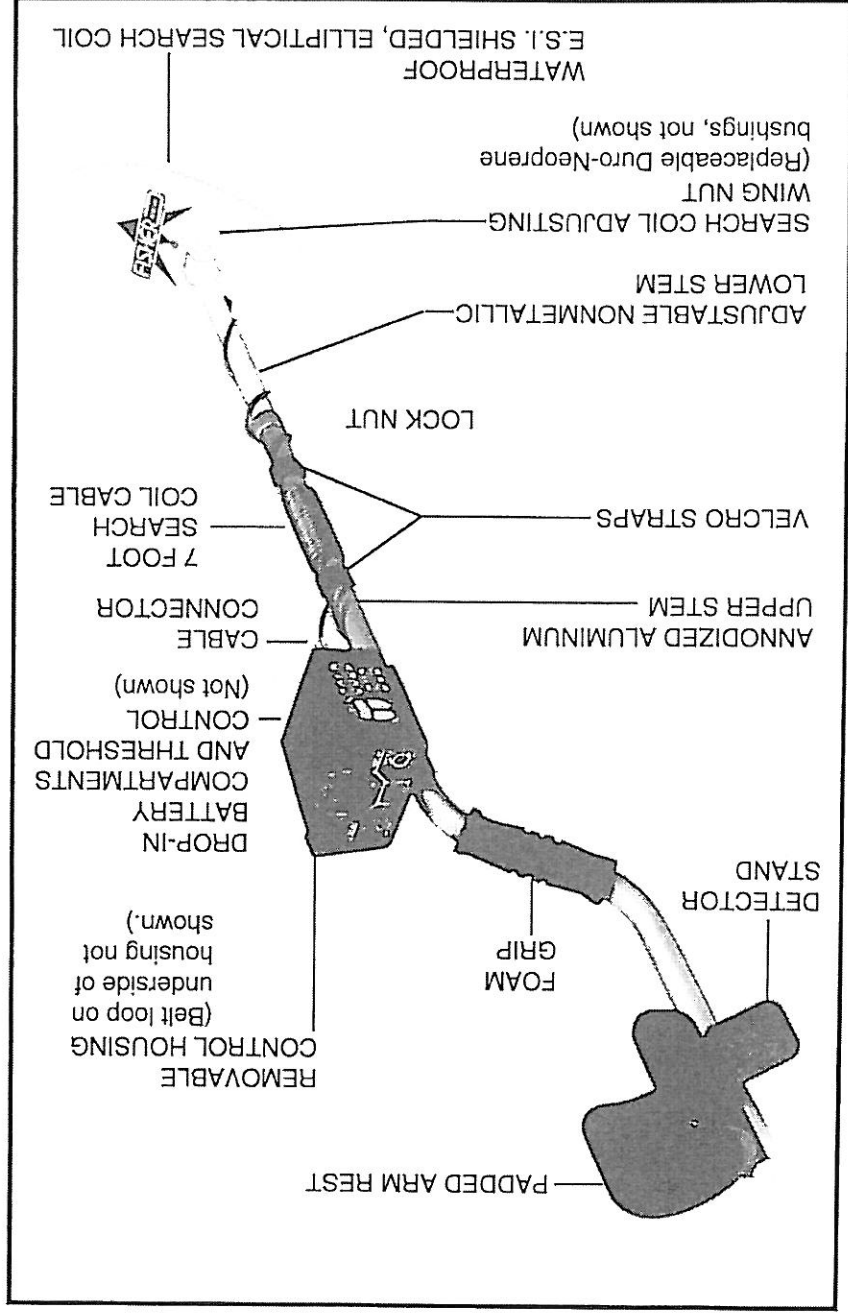 PADDED ARM REST
REMOVABLE
CONTROL HOUSING
(Belt loop on
underside of
housing not
shown.)
FOAM
GRIP
DETECTOR
STAND
DROP-IN
BATTERY
COMPARTMENTS
AND THRESHOLD
CONTROL
(Not shown)
CABLE
CONNECTOR
ANNODIZED ALUMINUM
UPPER STEM
7 FOOT
SEARCH
COIL CABLE
VELCRO STRAPS
LOCK NUT
ADJUSTABLE NONMETALLIC
LOWER STEM
SEARCH COIL ADJUSTING
WING NUT
(Replaceable Duro-Neoprene
bushings, not shown)
FISHER
WATERPROOF
E.S.I. SHIELDED, ELLIPTICAL SEARCH COIL